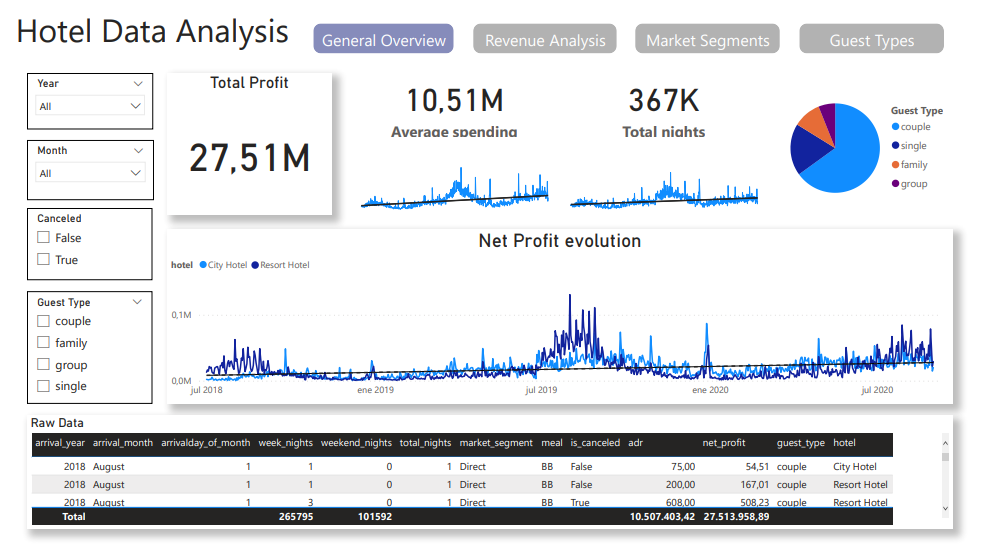 Hotel Data Analysis
General Overview
Revenue Analysis
Market Segments
Guest Types
Year
All
Month
All
Canceled
False
True
Guest Type
couple
family
group
single
Total Profit
27,51M
10,51M
Average spending
367K
Total nights
Guest Type
couple
single
family
group
Net Profit evolution
hotel City Hotel Resort Hotel
0,1M
0,0M
jul 2018 ene 2019 jul 2019 ene 2020 jul 2020
Raw Data
arrival_year arrival_month arrivalday_of_month week_nights weekend_nights total_nights market_segment meal is_canceled adr net_profit guest_type hotel
2018 August 1 1 0 1 Direct BB False 75,00 54,51 couple City Hotel
2018 August 1 1 0 1 Direct BB False 200,00 167,01 couple Resort Hotel
2018 August 1 3 0 1 Direct BB True 608,00 508,23 couple Resort Hotel
Total 265795 101592 10.507.403,42 27.513.958,89